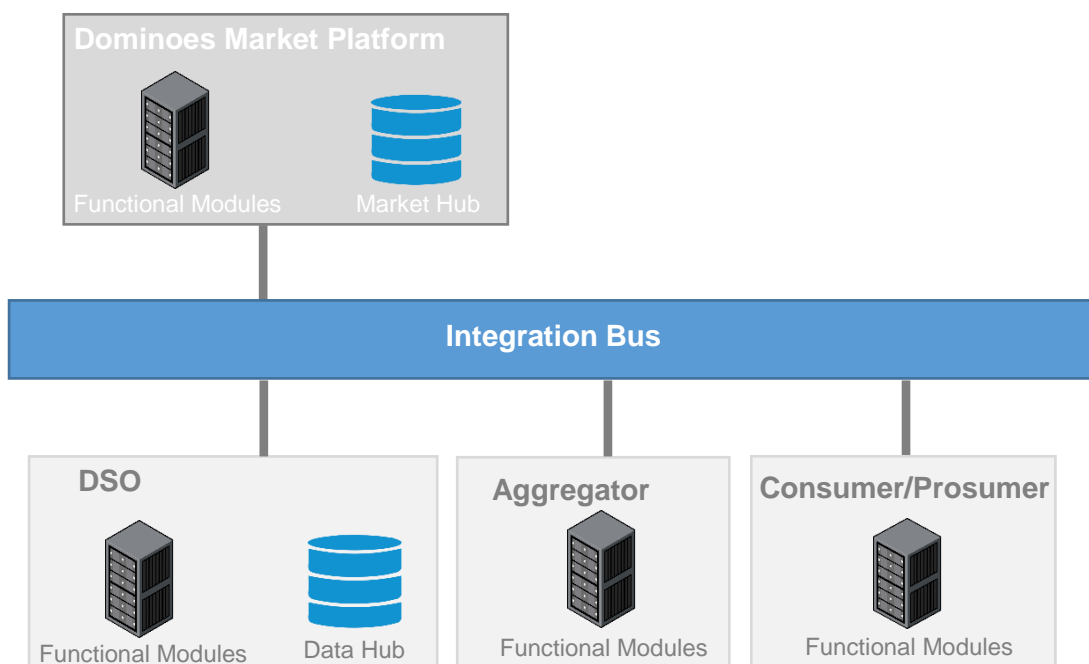 Dominoes Market Platform
Functional Modules
Market Hub
Integration Bus
DSO
Functional Modules
Data Hub
Aggregator
Functional Modules
Consumer/Prosumer
Functional Modules